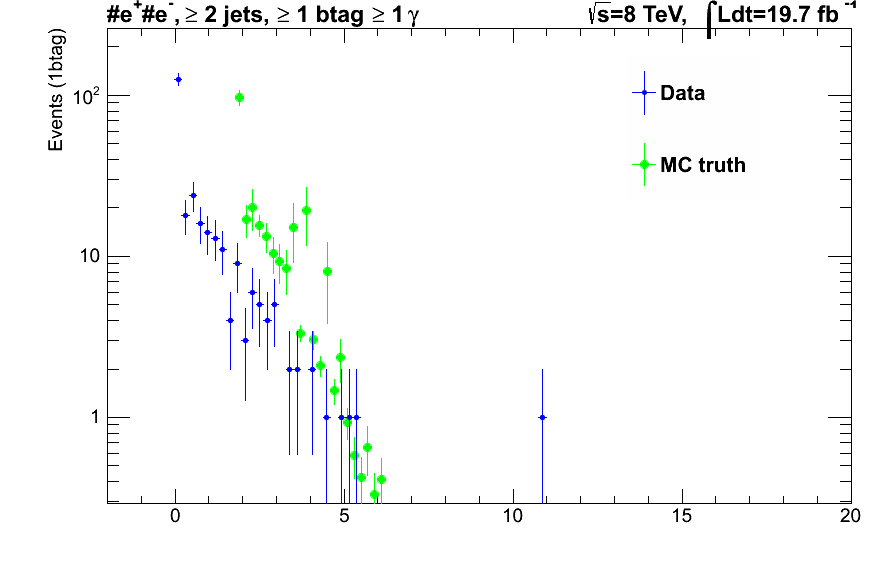 #e⁺#e⁻, ≥ 2 jets, ≥ 1 btag ≥ 1 γ
√s=8 TeV, ∫Ldt=19.7 fb⁻¹
Events (1btag)
Data
MC truth
10²
10
1
0 5 10 15 20